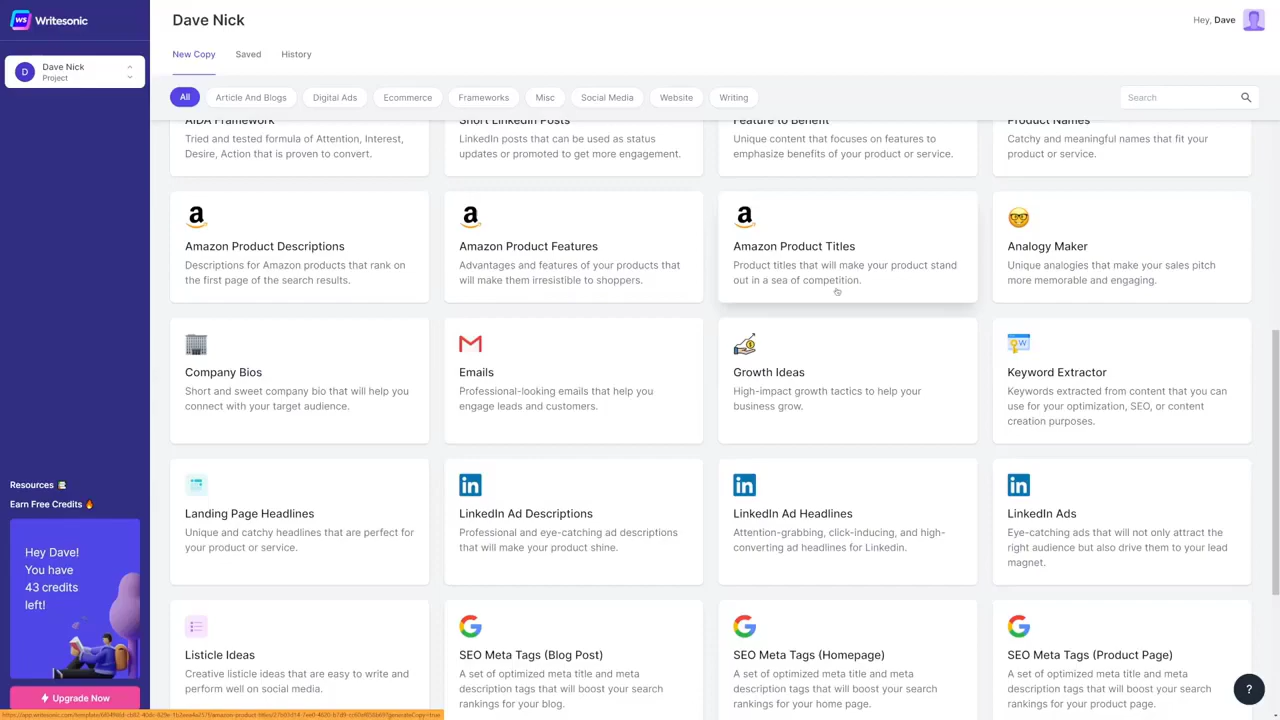 WS Writesonic
D Dave Nick
Project
Resources
Earn Free Credits
Hey Dave!
You have
43 credits
left!
Upgrade Now
Dave Nick
Hey, Dave
New Copy Saved History
All Article And Blogs Digital Ads Ecommerce Frameworks Misc Social Media Website Writing Search
AIDA Framework Short LinkedIn Posts Feature to Benefit Product Names
Tried and tested formula of Attention, Interest,
Desire, Action that is proven to convert.
LinkedIn posts that can be used as status
updates or promoted to get more engagement.
Unique content that focuses on features to
emphasize benefits of your product or service.
Catchy and meaningful names that fit your
product or service.
Amazon Product Descriptions
Descriptions for Amazon products that rank on
the first page of the search results.
Amazon Product Features
Advantages and features of your products that
will make them irresistible to shoppers.
Amazon Product Titles
Product titles that will make your product stand
out in a sea of competition.
Analogy Maker
Unique analogies that make your sales pitch
more memorable and engaging.
Company Bios
Short and sweet company bio that will help you
connect with your target audience.
Emails
Professional-looking emails that help you
engage leads and customers.
Growth Ideas
High-impact growth tactics to help your
business grow.
Keyword Extractor
Keywords extracted from content that you can
use for your optimization, SEO, or content
creation purposes.
Landing Page Headlines
Unique and catchy headlines that are perfect for
your product or service.
LinkedIn Ad Descriptions
Professional and eye-catching ad descriptions
that will make your product shine.
LinkedIn Ad Headlines
Attention-grabbing, click-inducing, and high-
converting ad headlines for Linkedin.
LinkedIn Ads
Eye-catching ads that will not only attract the
right audience but also drive them to your lead
magnet.
Listicle Ideas
Creative listicle ideas that are easy to write and
perform well on social media.
SEO Meta Tags (Blog Post)
A set of optimized meta title and meta
description tags that will boost your search
rankings for your blog.
SEO Meta Tags (Homepage)
A set of optimized meta title and meta
description tags that will boost your search
rankings for your home page.
SEO Meta Tags (Product Page)
A set of optimized meta title and meta
description tags that will boost your search
rankings for your product page.
?